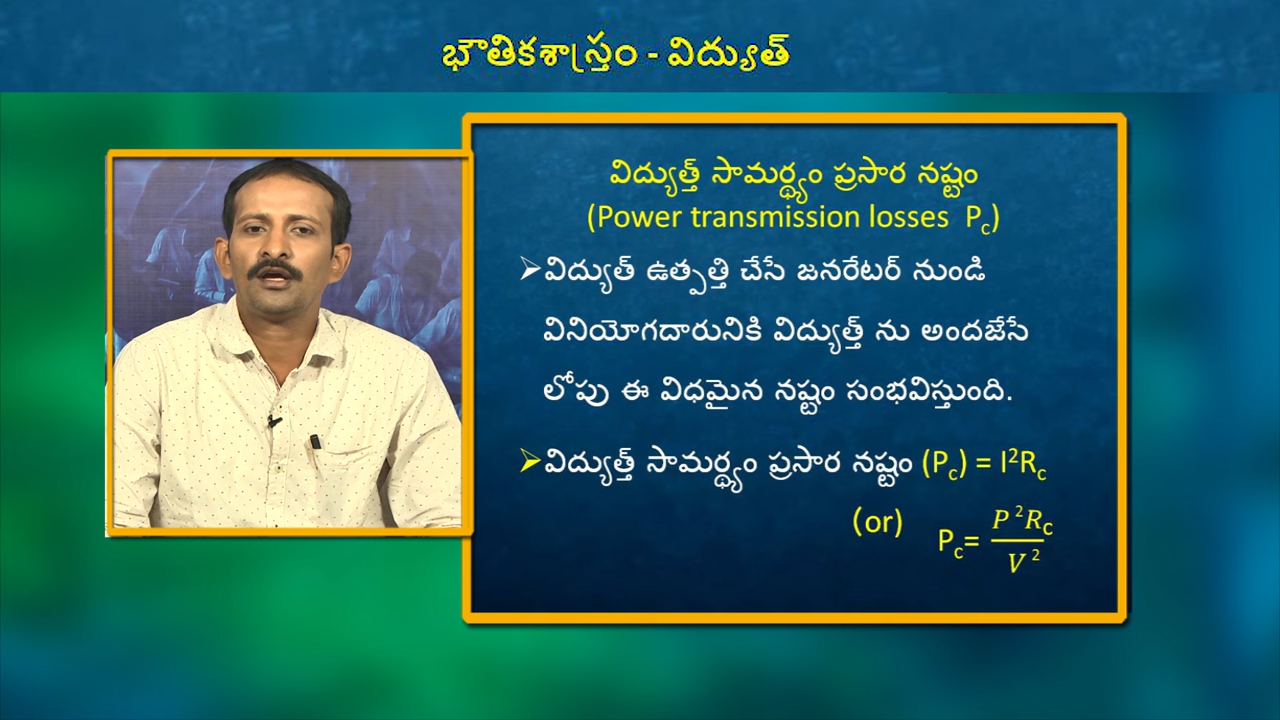 భౌతికశాస్త్రం - విద్యుత్
విద్యుత్త్ సామర్థ్యం ప్రసార నష్టం
(Power transmission losses P_c)
➢విద్యుత్ ఉత్పత్తి చేసే జనరేటర్ నుండి
వినియోగదారునికి విద్యుత్త్ ను అందజేసే
లోపు ఈ విధమైన నష్టం సంభవిస్తుంది.
➢విద్యుత్త్ సామర్థ్యం ప్రసార నష్టం (P_c) = I²R_c
(or) P_c= P²R_C / V²